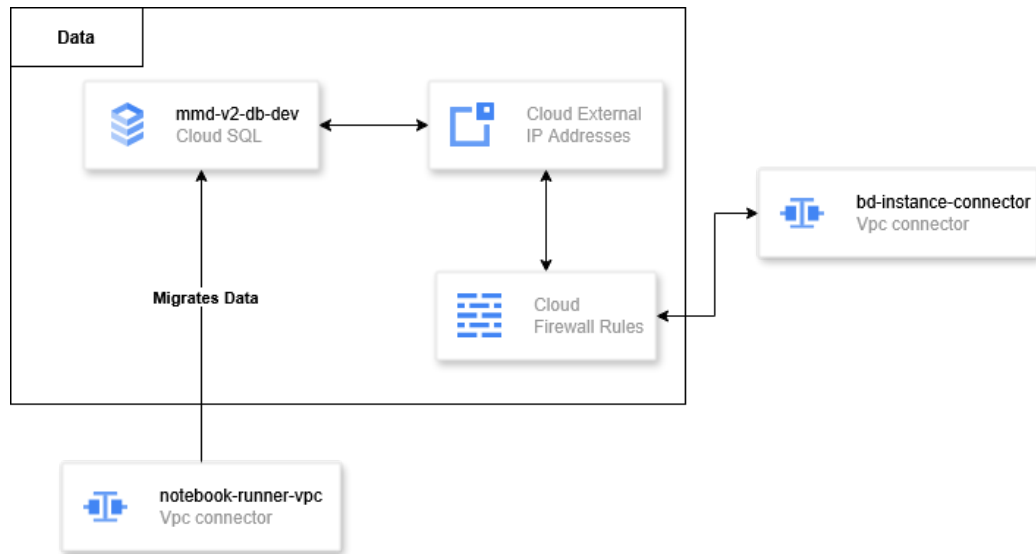 Data
mmd-v2-db-dev
Cloud SQL
Cloud External
IP Addresses
bd-instance-connector
Vpc connector
Migrates Data
Cloud
Firewall Rules
notebook-runner-vpc
Vpc connector